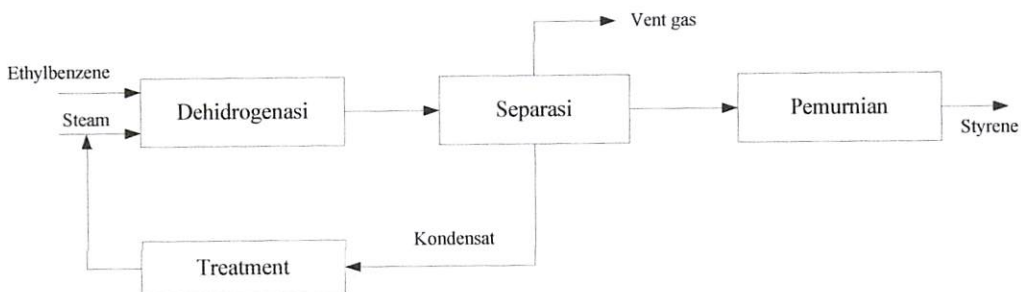 Vent gas
Ethylbenzene
Steam
Dehidrogenasi
Separasi
Pemurnian
Styrene
Kondensat
Treatment